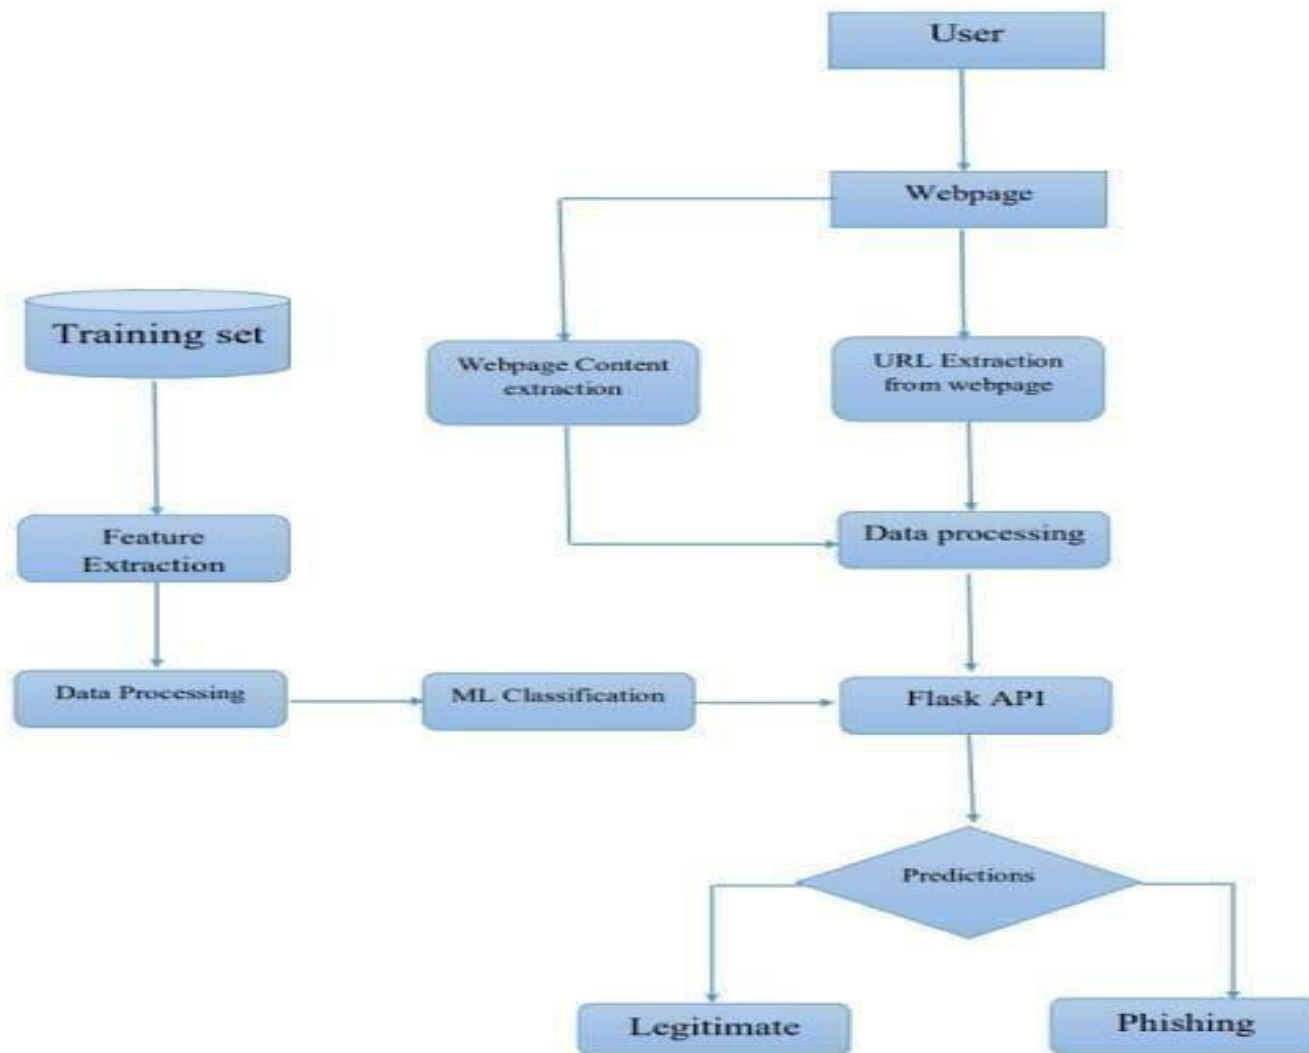 User
Webpage
Training set
Webpage Content
extraction
URL Extraction
from webpage
Feature
Extraction
Data processing
Data Processing
ML Classification
Flask API
Predictions
Legitimate
Phishing